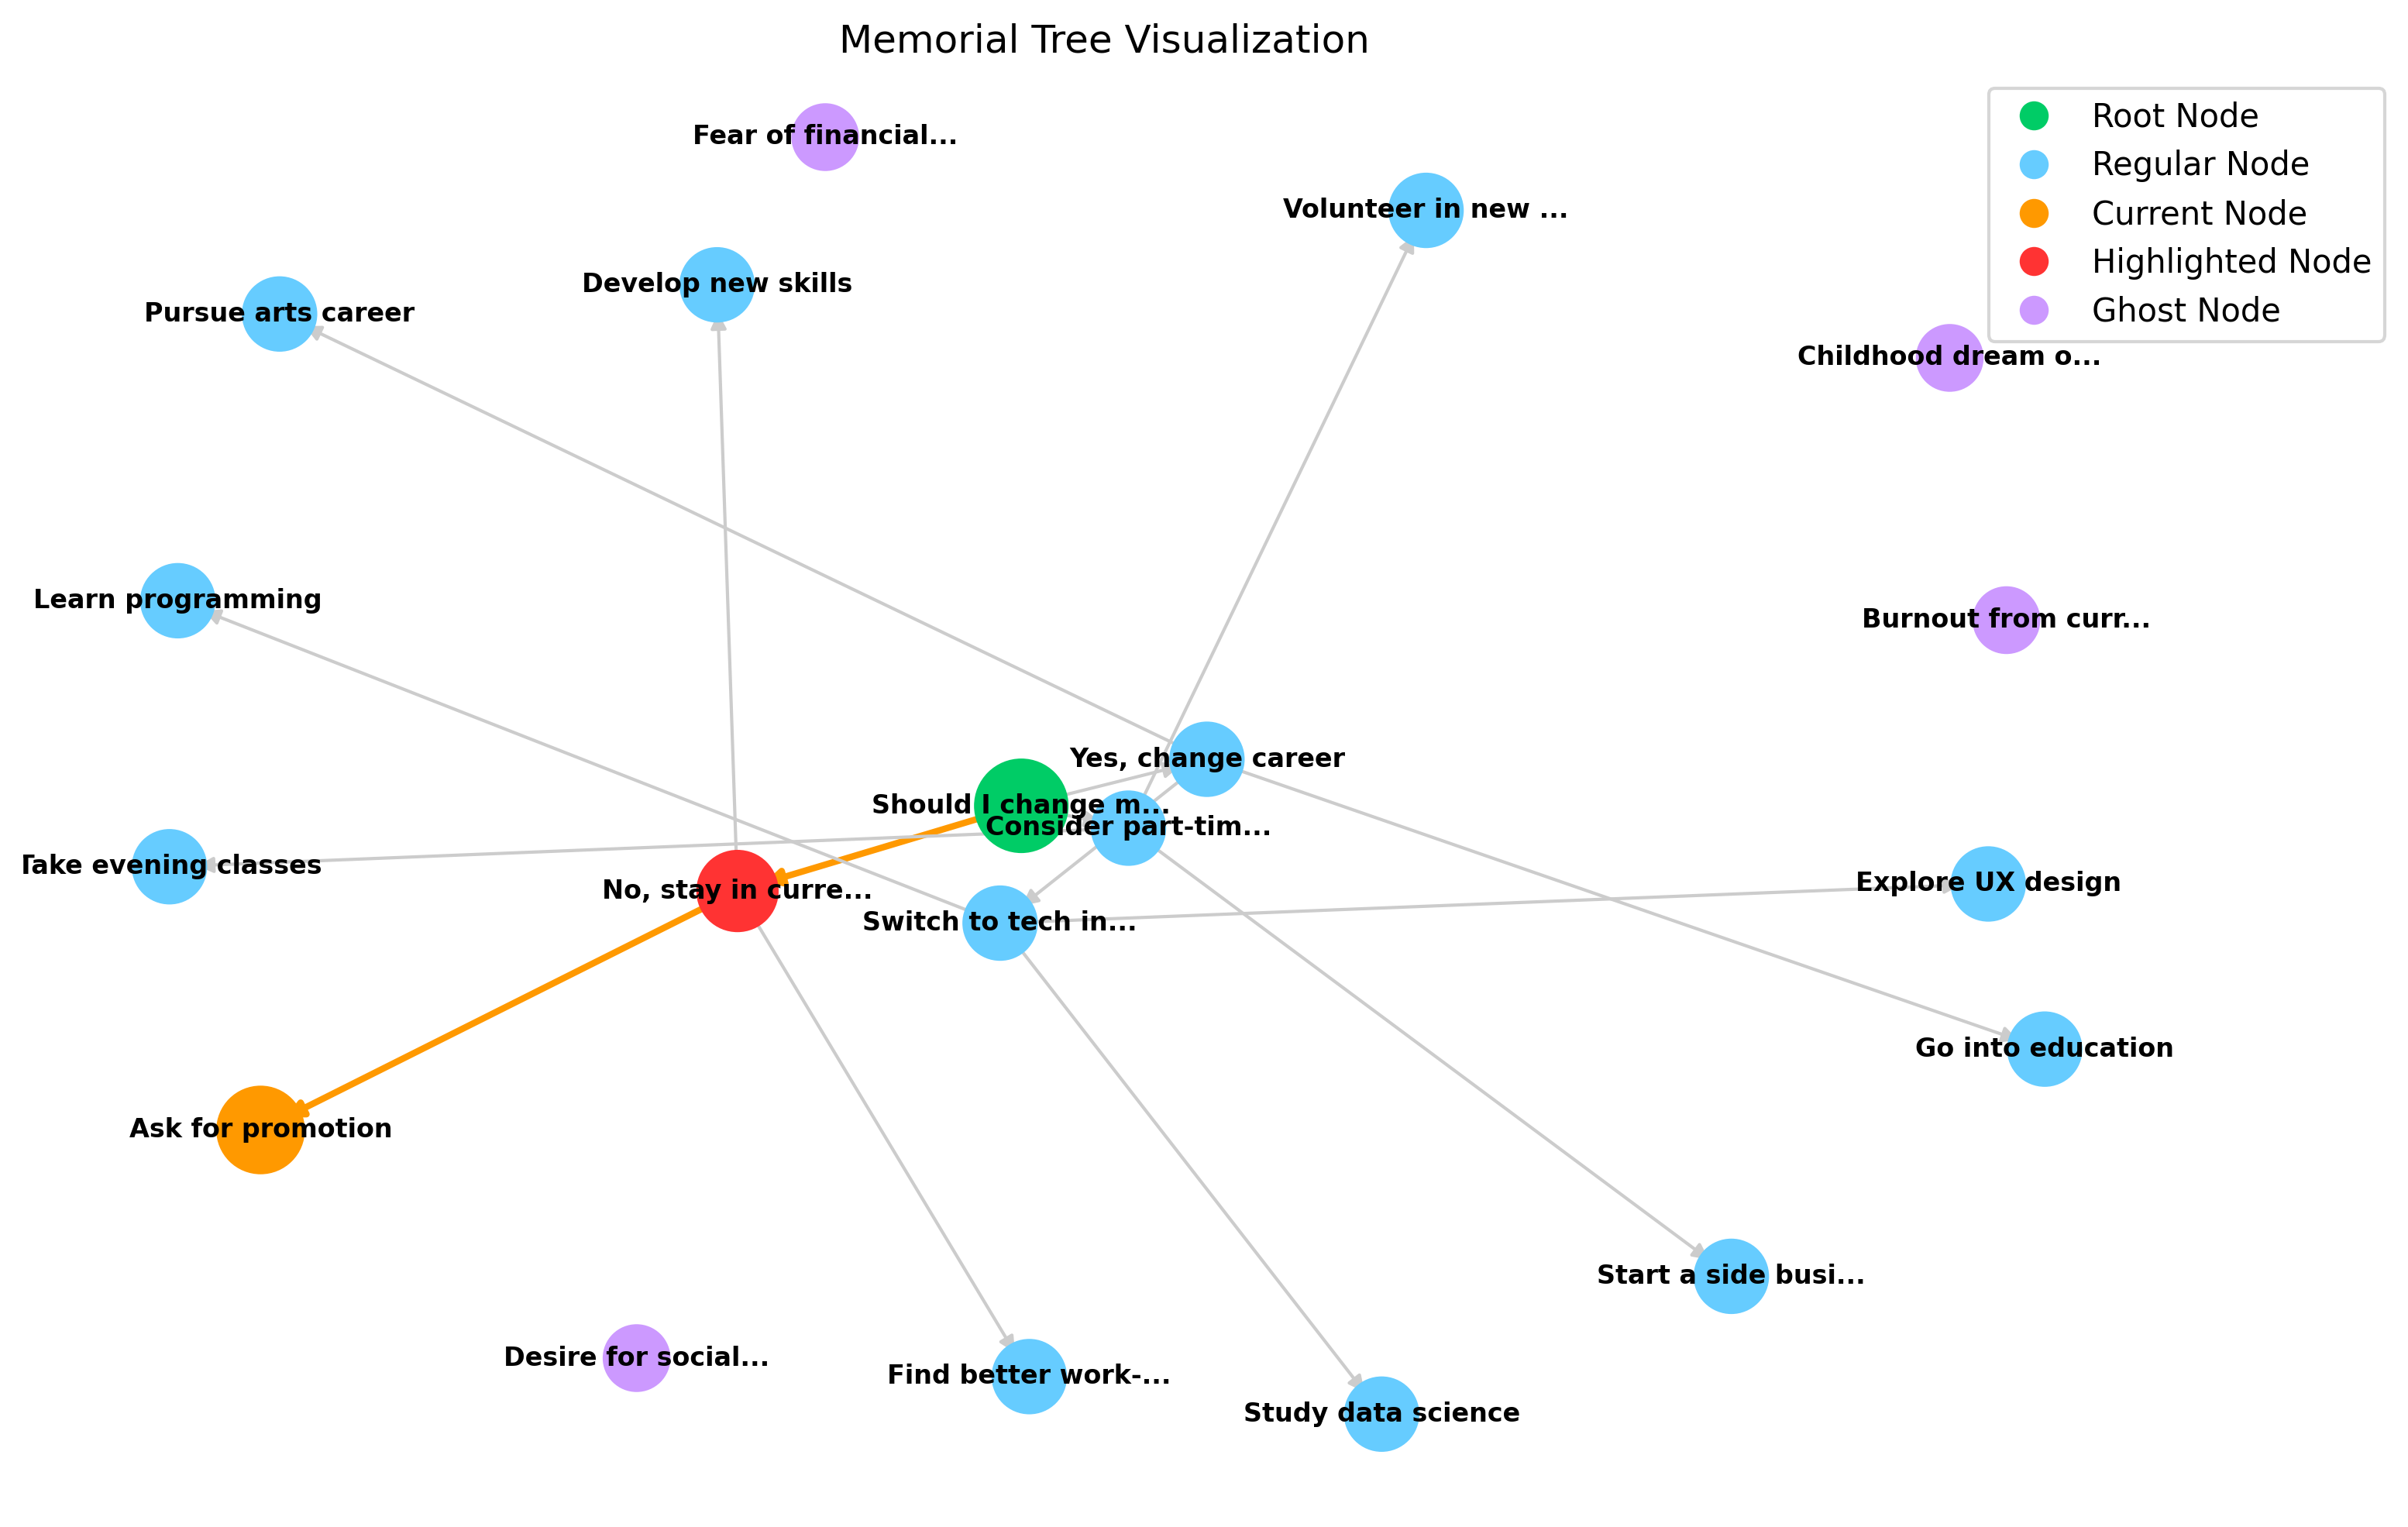 Memorial Tree Visualization
Root Node
Regular Node
Current Node
Highlighted Node
Ghost Node
Fear of financial...
Volunteer in new ...
Develop new skills
Pursue arts career
Childhood dream o...
Learn programming
Burnout from curr...
Yes, change career
Should I change m...
Consider part-tim...
Take evening classes
No, stay in curre...
Explore UX design
Switch to tech in...
Go into education
Ask for promotion
Start a side busi...
Desire for social...
Find better work-...
Study data science